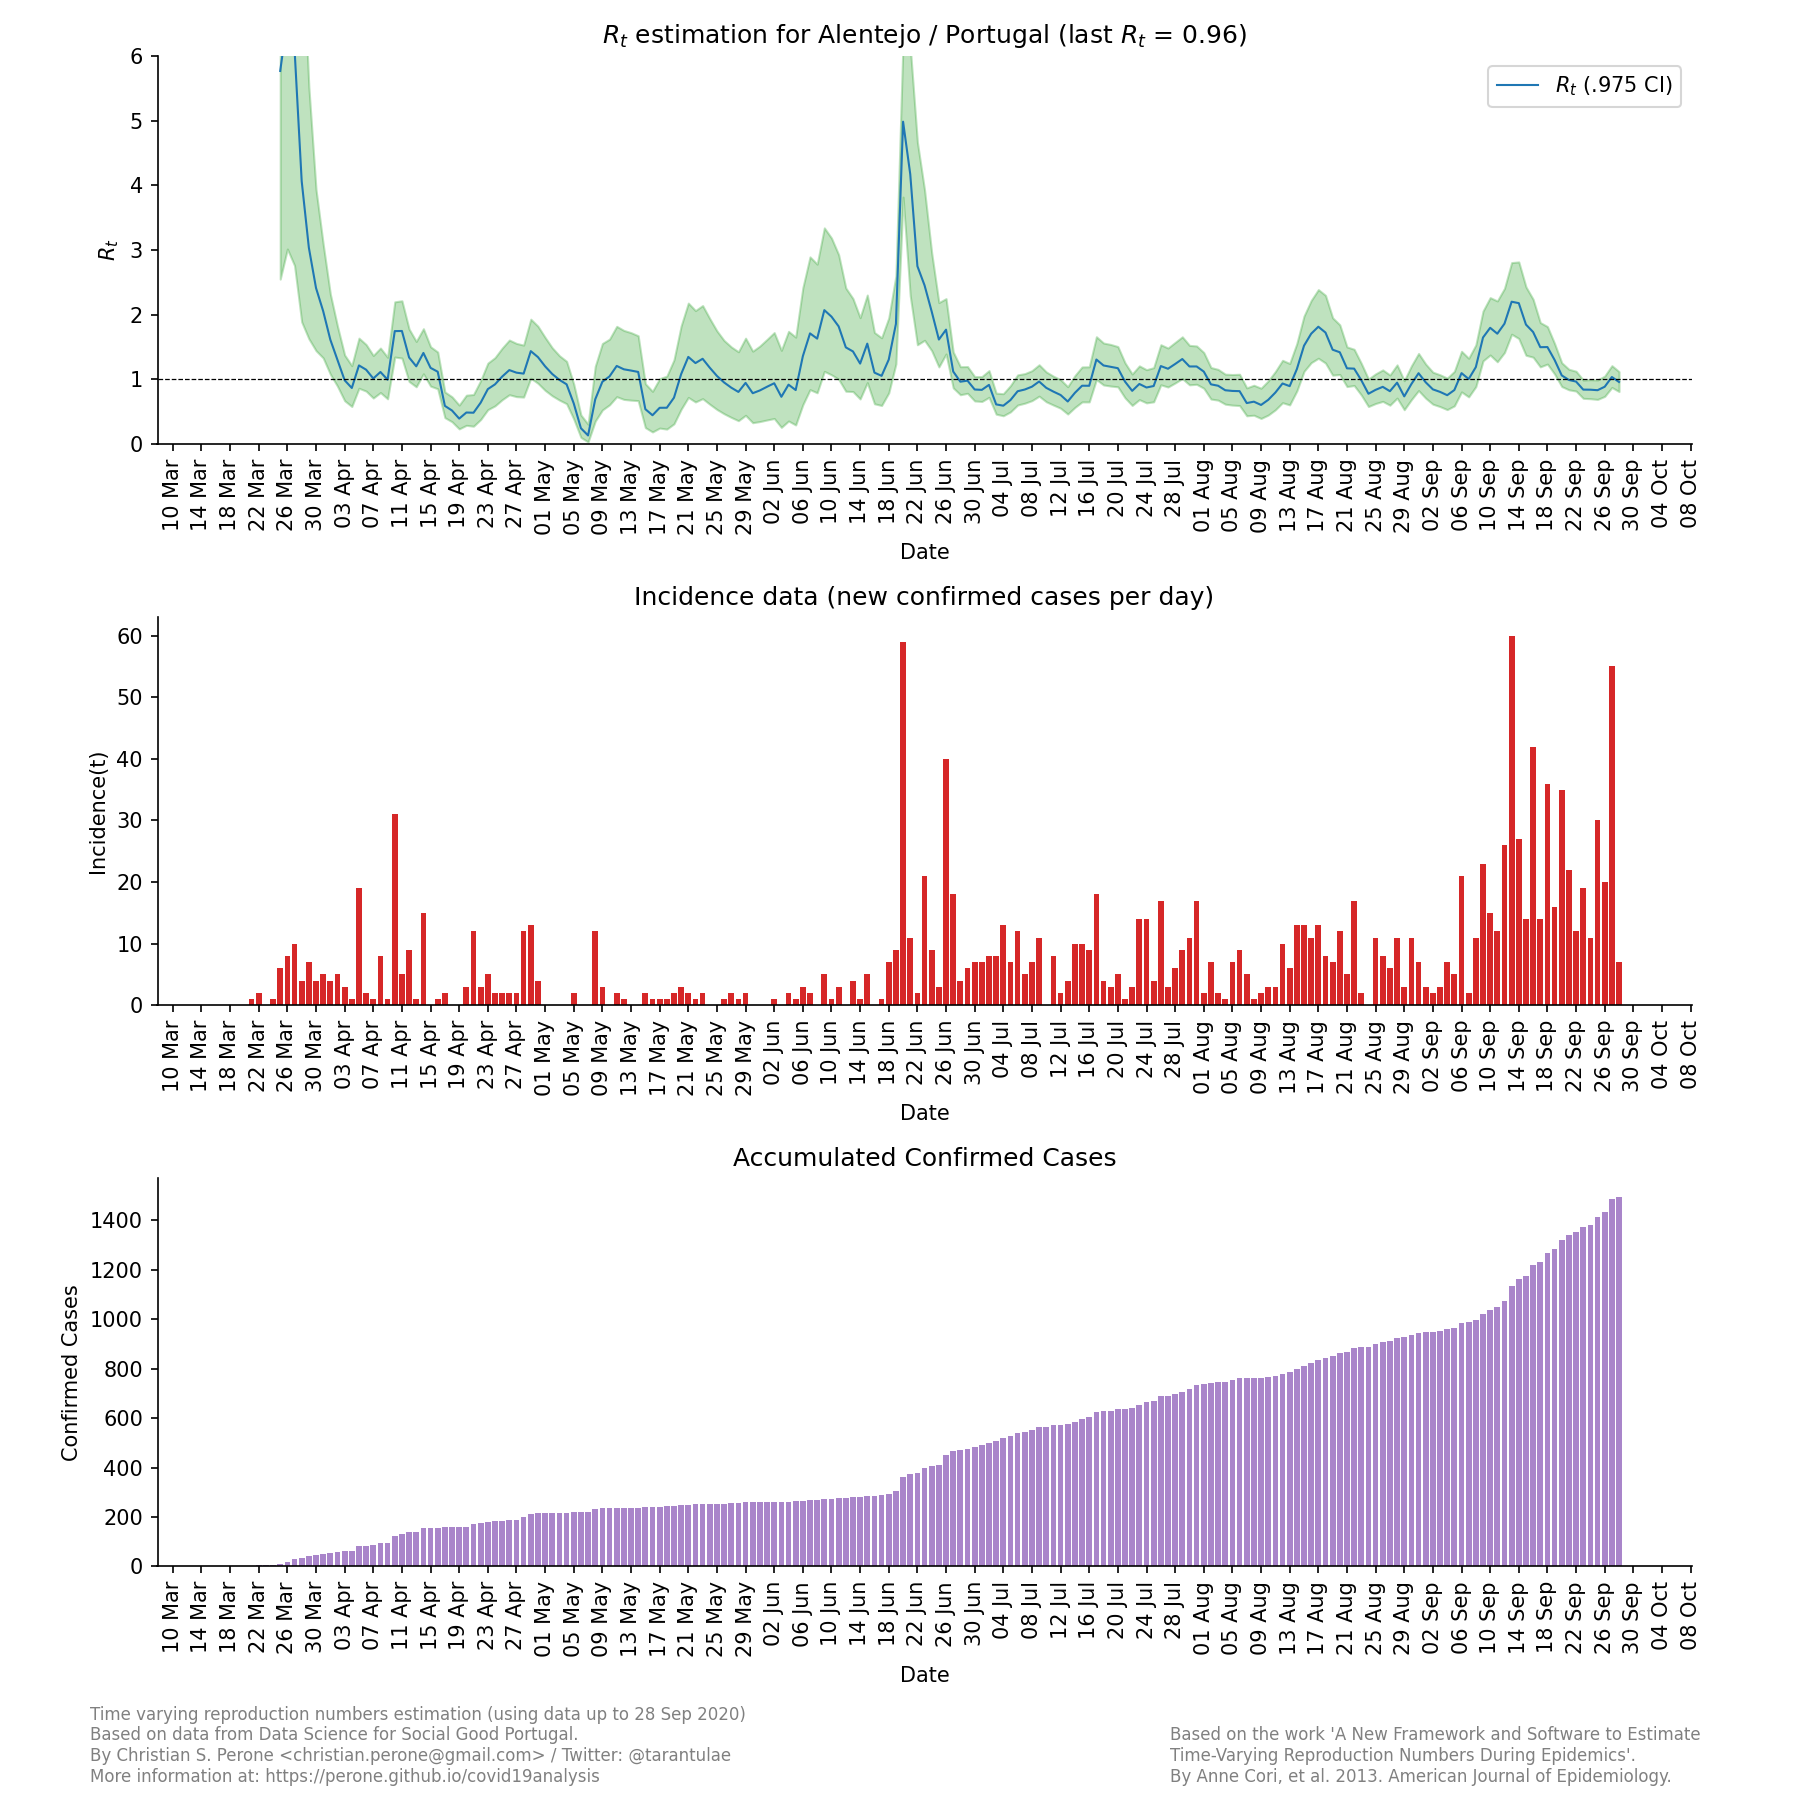 R_t estimation for Alentejo / Portugal (last R_t = 0.96)
6
5
4
3
2
1
0
R_t
R_t (.975 CI)
10 Mar 14 Mar 18 Mar 22 Mar 26 Mar 30 Mar 03 Apr 07 Apr 11 Apr 15 Apr 19 Apr 23 Apr 27 Apr 01 May 05 May 09 May 13 May 17 May 21 May 25 May 29 May 02 Jun 06 Jun 10 Jun 14 Jun 18 Jun 22 Jun 26 Jun 30 Jun 04 Jul 08 Jul 12 Jul 16 Jul 20 Jul 24 Jul 28 Jul 01 Aug 05 Aug 09 Aug 13 Aug 17 Aug 21 Aug 25 Aug 29 Aug 02 Sep 06 Sep 10 Sep 14 Sep 18 Sep 22 Sep 26 Sep 30 Sep 04 Oct 08 Oct
Date
Incidence data (new confirmed cases per day)
60
50
40
30
20
10
0
Incidence(t)
10 Mar 14 Mar 18 Mar 22 Mar 26 Mar 30 Mar 03 Apr 07 Apr 11 Apr 15 Apr 19 Apr 23 Apr 27 Apr 01 May 05 May 09 May 13 May 17 May 21 May 25 May 29 May 02 Jun 06 Jun 10 Jun 14 Jun 18 Jun 22 Jun 26 Jun 30 Jun 04 Jul 08 Jul 12 Jul 16 Jul 20 Jul 24 Jul 28 Jul 01 Aug 05 Aug 09 Aug 13 Aug 17 Aug 21 Aug 25 Aug 29 Aug 02 Sep 06 Sep 10 Sep 14 Sep 18 Sep 22 Sep 26 Sep 30 Sep 04 Oct 08 Oct
Date
Accumulated Confirmed Cases
1400
1200
1000
800
600
400
200
0
Confirmed Cases
10 Mar 14 Mar 18 Mar 22 Mar 26 Mar 30 Mar 03 Apr 07 Apr 11 Apr 15 Apr 19 Apr 23 Apr 27 Apr 01 May 05 May 09 May 13 May 17 May 21 May 25 May 29 May 02 Jun 06 Jun 10 Jun 14 Jun 18 Jun 22 Jun 26 Jun 30 Jun 04 Jul 08 Jul 12 Jul 16 Jul 20 Jul 24 Jul 28 Jul 01 Aug 05 Aug 09 Aug 13 Aug 17 Aug 21 Aug 25 Aug 29 Aug 02 Sep 06 Sep 10 Sep 14 Sep 18 Sep 22 Sep 26 Sep 30 Sep 04 Oct 08 Oct
Date
Time varying reproduction numbers estimation (using data up to 28 Sep 2020)
Based on data from Data Science for Social Good Portugal.
By Christian S. Perone <christian.perone@gmail.com> / Twitter: @tarantulae
More information at: https://perone.github.io/covid19analysis
Based on the work 'A New Framework and Software to Estimate
Time-Varying Reproduction Numbers During Epidemics'.
By Anne Cori, et al. 2013. American Journal of Epidemiology.